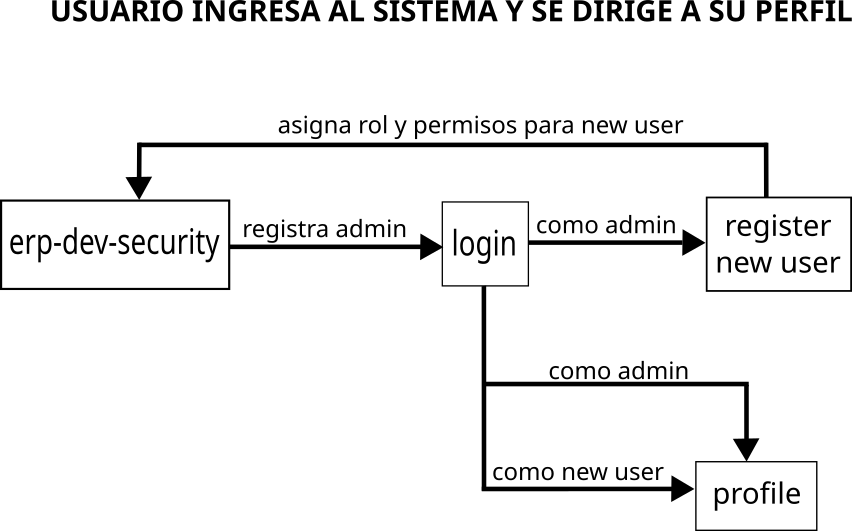 USUARIO INGRESA AL SISTEMA Y SE DIRIGE A SU PERFIL
asigna rol y permisos para new user
erp-dev-security
registra admin
login
como admin
register
new user
como admin
como new user
profile